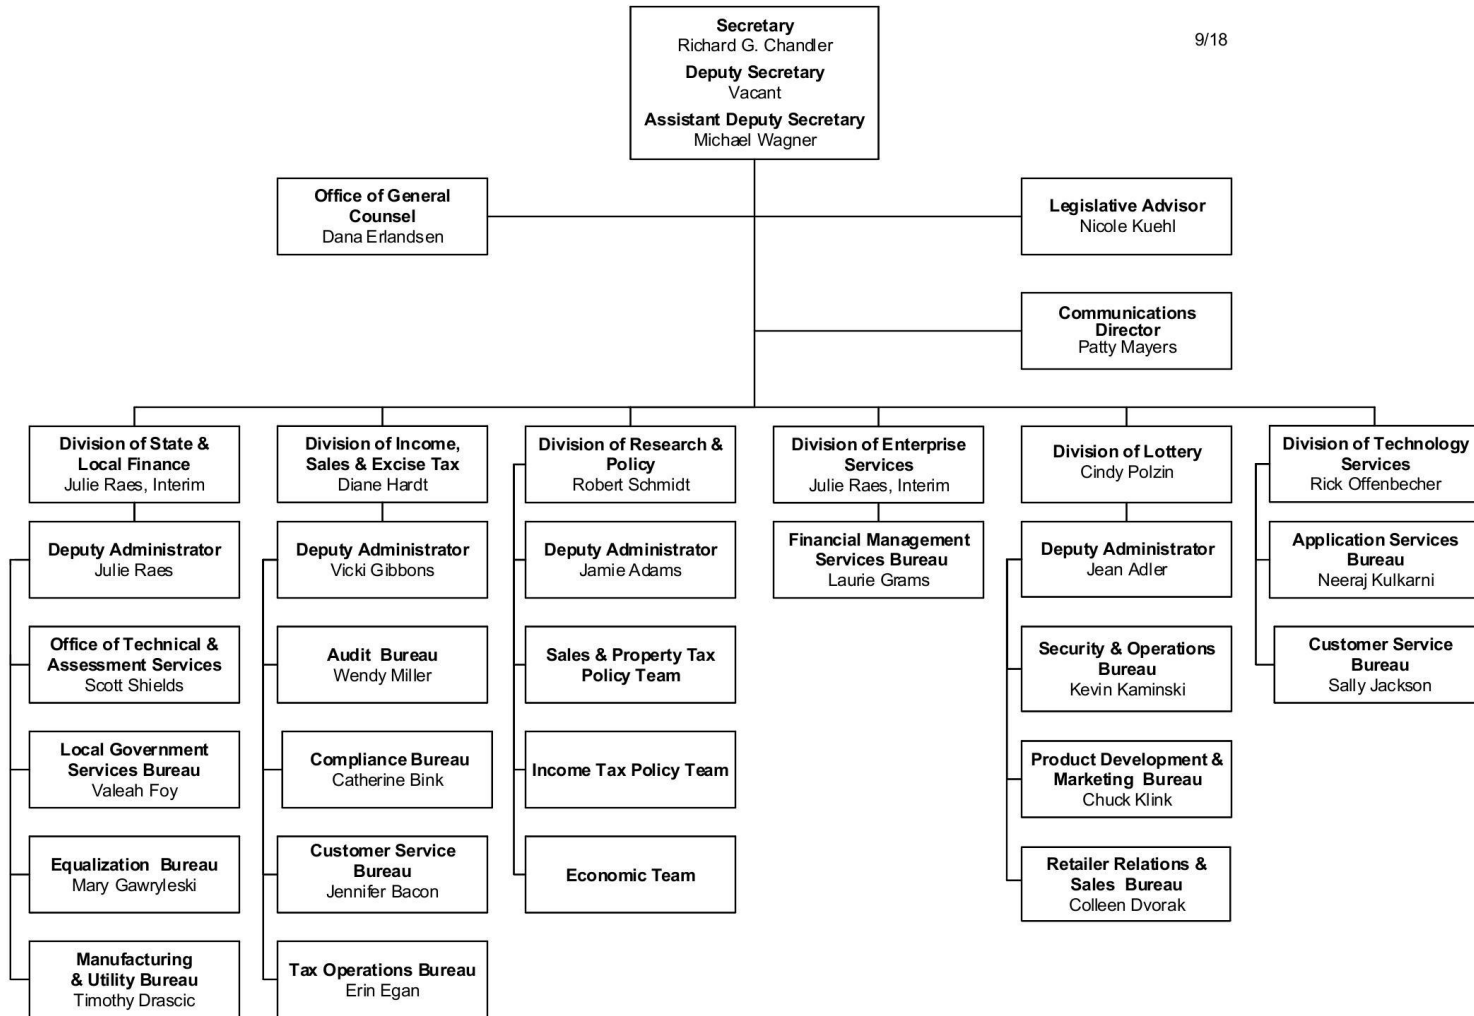 Secretary
Richard G. Chandler
Deputy Secretary
Vacant
Assistant Deputy Secretary
Michael Wagner
9/18
Office of General
Counsel
Dana Erlandsen
Legislative Advisor
Nicole Kuehl
Communications
Director
Patty Mayers
Division of State &
Local Finance
Julie Raes, Interim
Division of Income,
Sales & Excise Tax
Diane Hardt
Division of Research &
Policy
Robert Schmidt
Division of Enterprise
Services
Julie Raes, Interim
Division of Lottery
Cindy Polzin
Division of Technology
Services
Rick Offenbecher
Deputy Administrator
Julie Raes
Deputy Administrator
Vicki Gibbons
Deputy Administrator
Jamie Adams
Financial Management
Services Bureau
Laurie Grams
Deputy Administrator
Jean Adler
Application Services
Bureau
Neeraj Kulkarni
Office of Technical &
Assessment Services
Scott Shields
Audit Bureau
Wendy Miller
Sales & Property Tax
Policy Team
Security & Operations
Bureau
Kevin Kaminski
Customer Service
Bureau
Sally Jackson
Local Government
Services Bureau
Valeah Foy
Compliance Bureau
Catherine Bink
Income Tax Policy Team
Product Development &
Marketing Bureau
Chuck Klink
Equalization Bureau
Mary Gawryleski
Customer Service
Bureau
Jennifer Bacon
Economic Team
Retailer Relations &
Sales Bureau
Colleen Dvorak
Manufacturing
& Utility Bureau
Timothy Drascic
Tax Operations Bureau
Erin Egan